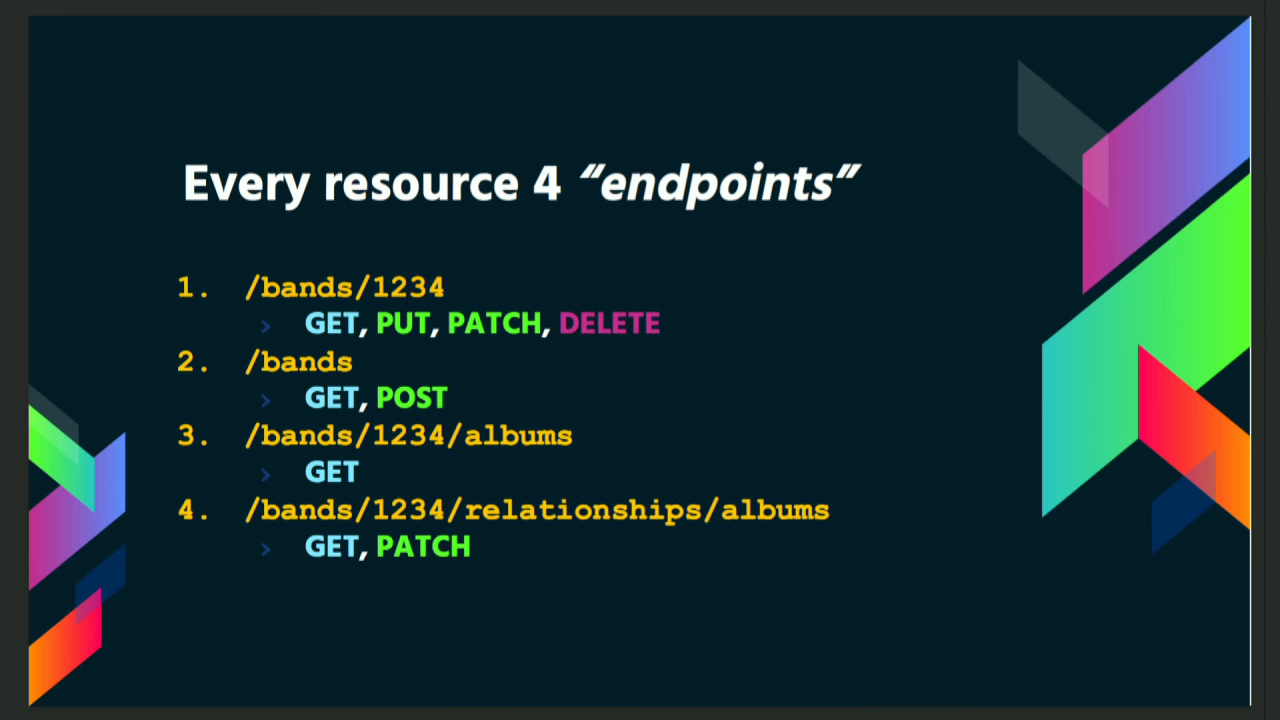 Every resource 4 “endpoints”
1. /bands/1234
› GET, PUT, PATCH, DELETE
2. /bands
› GET, POST
3. /bands/1234/albums
› GET
4. /bands/1234/relationships/albums
› GET, PATCH